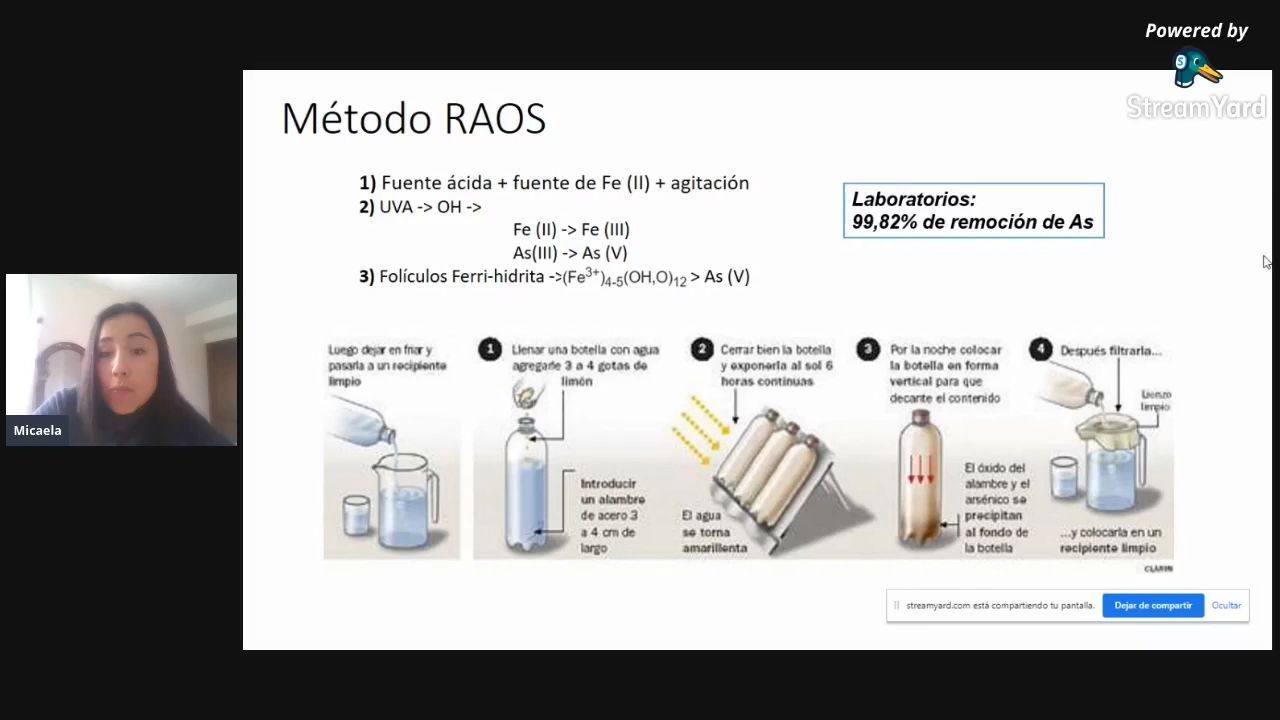 Powered by
StreamYard
Método RAOS
1) Fuente ácida + fuente de Fe (II) + agitación
2) UVA -> OH ->
Fe (II) -> Fe (III)
As(III) -> As (V)
3) Folículos Ferri-hidrita ->(Fe3+)4-5(OH,O)12 > As (V)
Laboratorios:
99,82% de remoción de As
Luego dejar en friar y
pasarla a un recipiente
limpio
1 Llenar una botella con agua
agregarle 3 a 4 gotas de
limón
Introducir
un alambre
de acero 3
a 4 cm de
largo
2 Cerrar bien la botella
y exponerla al sol 6
horas continuas
El agua
se torna
amarillenta
3 Por la noche colocar
la botella en forma
vertical para que
decante el contenido
El óxido del
alambre y el
arsénico se
precipitan
al fondo de
la botella
4 Después filtrarla...
Lienzo
limpio
...y colocarla en un
recipiente limpio
CLARIN
Micaela
streamyard.com está compartiendo tu pantalla.
Dejar de compartir
Ocultar